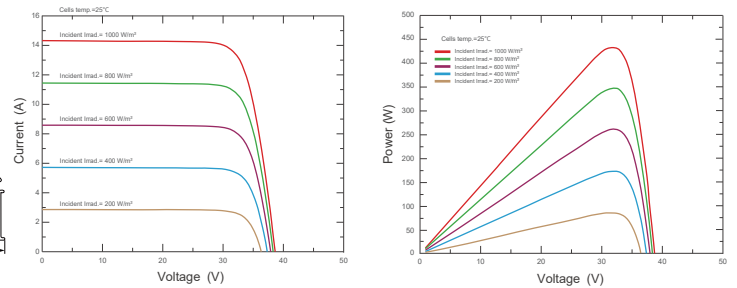 Cells temp.=25°C
16
14
12
10
8
6
4
2
0
Current (A)
Incident Irrad.= 1000 W/m²
Incident Irrad.= 800 W/m²
Incident Irrad.= 600 W/m²
Incident Irrad.= 400 W/m²
Incident Irrad.= 200 W/m²
0 10 20 30 40 50
Voltage (V)
500
450
400
350
300
250
200
150
100
50
0
Power (W)
Cells temp.=25°C
Incident Irrad.= 1000 W/m²
Incident Irrad.= 800 W/m²
Incident Irrad.= 600 W/m²
Incident Irrad.= 400 W/m²
Incident Irrad.= 200 W/m²
0 10 20 30 40 50
Voltage (V)